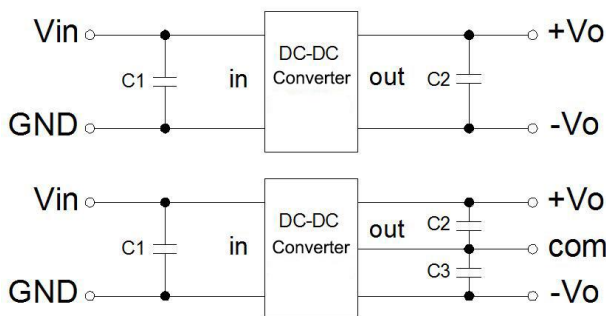 Vin
+Vo
DC-DC
Converter
C1
in
out
C2
GND
-Vo
Vin
+Vo
DC-DC
Converter
C1
in
out
C2
com
C3
GND
-Vo